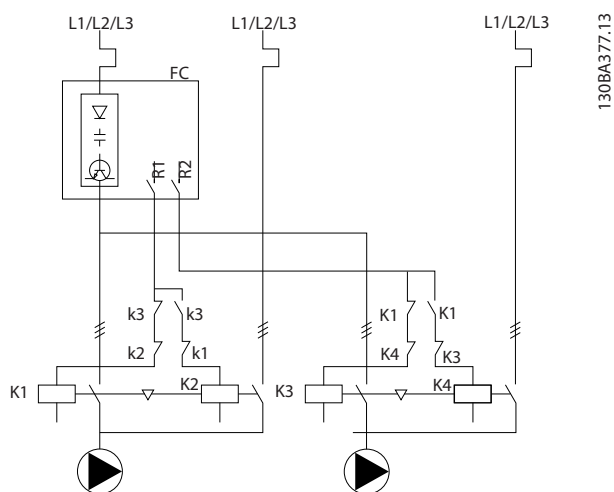 L1/L2/L3
L1/L2/L3
L1/L2/L3
130BA377.13
FC
R1
R2
k3
k3
K1
K1
k2
k1
K4
K3
K1
K2
K3
K4